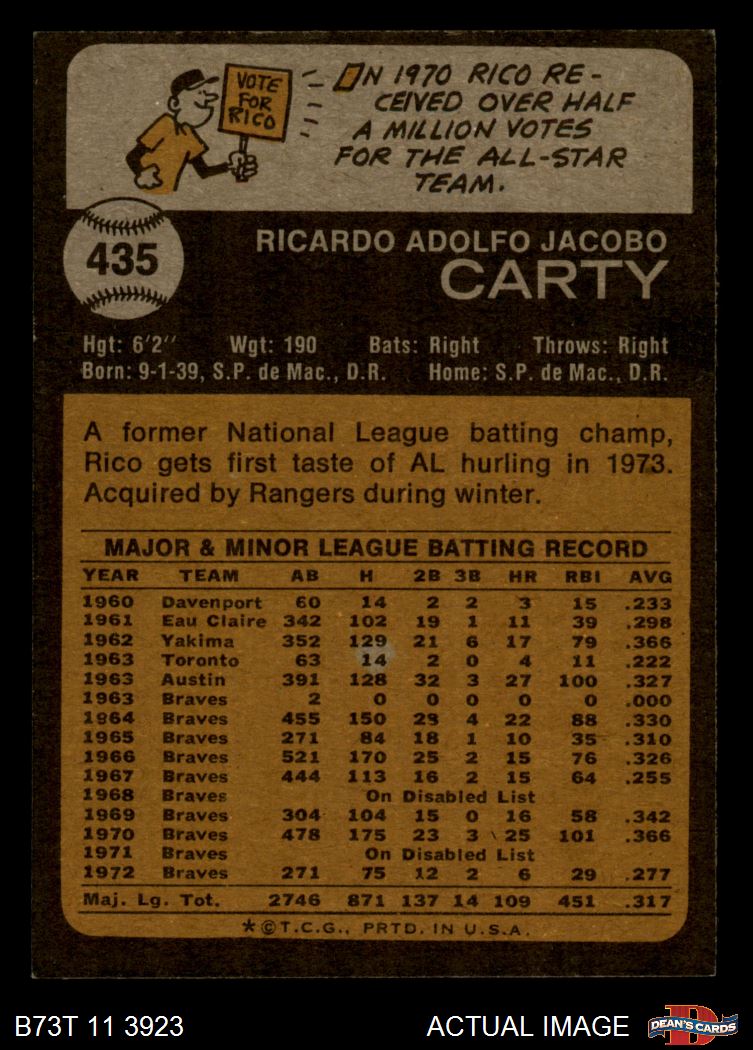 VOTE
FOR
RICO
ON 1970 RICO RE-
CEIVED OVER HALF
A MILLION VOTES
FOR THE ALL-STAR
TEAM.
435
RICARDO ADOLFO JACOBO
CARTY
Hgt: 6'2" Wgt: 190 Bats: Right Throws: Right
Born: 9-1-39, S.P. de Mac., D.R. Home: S.P. de Mac., D.R.
A former National League batting champ,
Rico gets first taste of AL hurling in 1973.
Acquired by Rangers during winter.
MAJOR & MINOR LEAGUE BATTING RECORD
YEAR TEAM AB H 2B 3B HR RBI AVG
1960 Davenport 60 14 2 2 3 15 .233
1961 Eau Claire 342 102 19 1 11 39 .298
1962 Yakima 352 129 21 6 17 79 .366
1963 Toronto 63 14 2 0 4 11 .222
1963 Austin 391 128 32 3 27 100 .327
1963 Braves 2 0 0 0 0 0 .000
1964 Braves 455 150 28 4 22 88 .330
1965 Braves 271 84 18 1 10 35 .310
1966 Braves 521 170 25 2 15 76 .326
1967 Braves 444 113 16 2 15 64 .255
1968 Braves On Disabled List
1969 Braves 304 104 15 0 16 58 .342
1970 Braves 478 175 23 3 25 101 .366
1971 Braves On Disabled List
1972 Braves 271 75 12 2 6 29 .277
Maj. Lg. Tot. 2746 871 137 14 109 451 .317
*©T.C.G., PRTD. IN U.S.A.
B73T 11 3923 ACTUAL IMAGE D DEAN'S CARDS